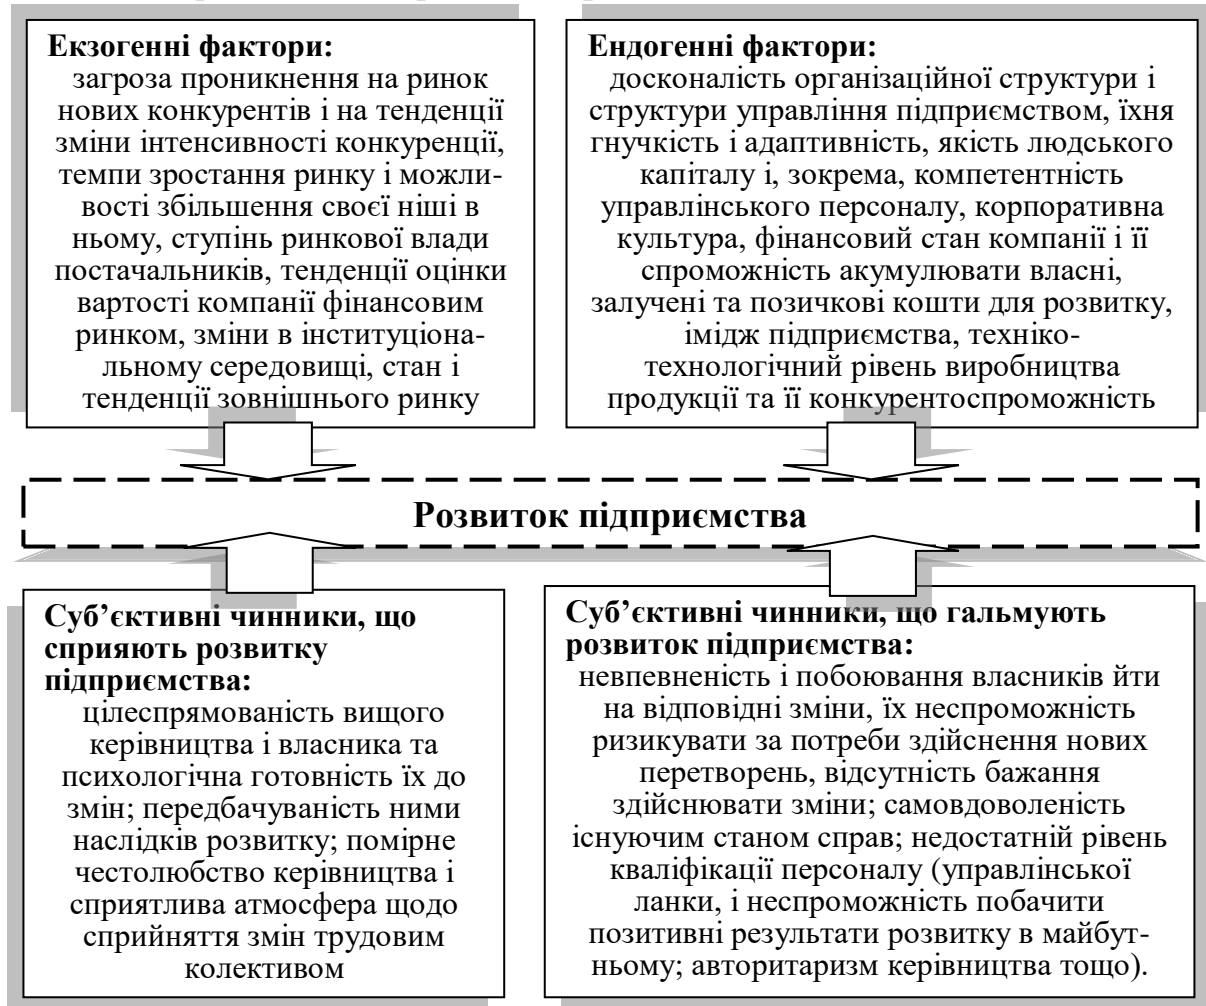 Екзогенні фактори:
загроза проникнення на ринок
нових конкурентів і на тенденції
зміни інтенсивності конкуренції,
темпи зростання ринку і можли-
вості збільшення своєї ніші в
ньому, ступінь ринкової влади
постачальників, тенденції оцінки
вартості компанії фінансовим
ринком, зміни в інституціона-
льному середовищі, стан і
тенденції зовнішнього ринку
Ендогенні фактори:
досконалість організаційної структури і
структури управління підприємством, їхня
гнучкість і адаптивність, якість людського
капіталу і, зокрема, компетентність
управлінського персоналу, корпоративна
культура, фінансовий стан компанії і її
спроможність акумулювати власні,
залучені та позичкові кошти для розвитку,
імідж підприємства, техніко-
технологічний рівень виробництва
продукції та її конкурентоспроможність
Розвиток підприємства
Суб’єктивні чинники, що
сприяють розвитку
підприємства:
цілеспрямованість вищого
керівництва і власника та
психологічна готовність їх до
змін; передбачуваність ними
наслідків розвитку; помірне
честолюбство керівництва і
сприятлива атмосфера щодо
сприйняття змін трудовим
колективом
Суб’єктивні чинники, що гальмують
розвиток підприємства:
невпевненість і побоювання власників йти
на відповідні зміни, їх неспроможність
ризикувати за потреби здійснення нових
перетворень, відсутність бажання
здійснювати зміни; самовдоволеність
існуючим станом справ; недостатній рівень
кваліфікації персоналу (управлінської
ланки, і неспроможність побачити
позитивні результати розвитку в майбут-
ньому; авторитаризм керівництва тощо).